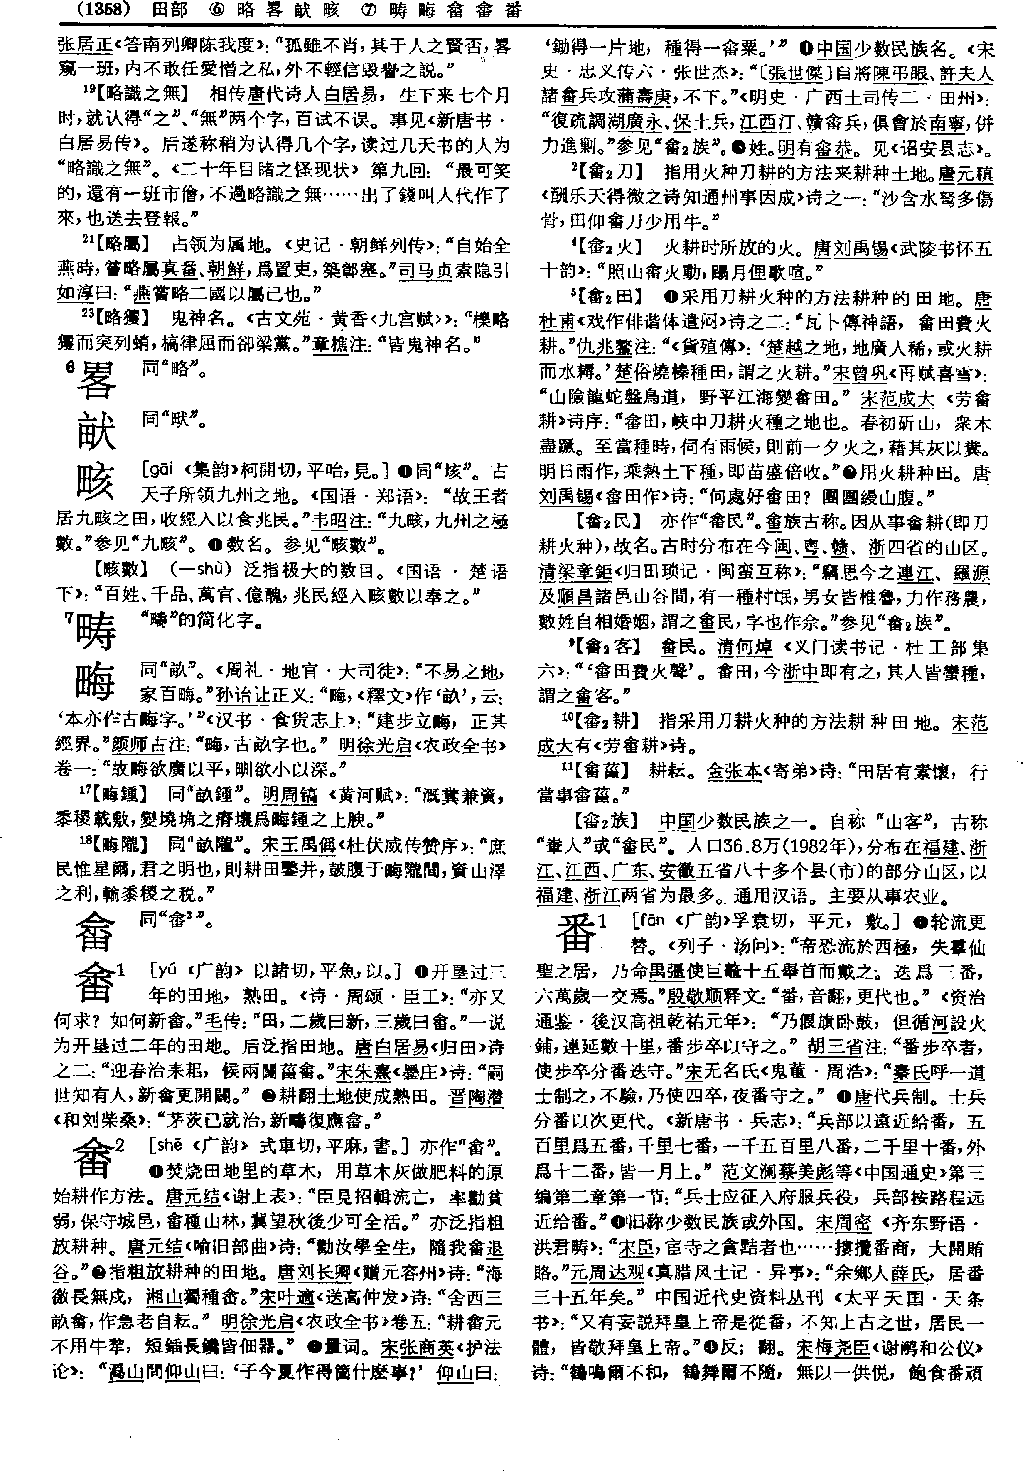 (1358) 田部 ⑥ 略 畧 畎 畡 ⑦ 畴 畮 畲 畬 番
张居正《答南列卿陈我度》：“孤雖不肖，其于人之賢否，畧
窺一班，内不敢任愛憎之私，外不輕信毀譽之説。”
¹⁹【略識之無】 相传唐代诗人白居易，生下来七个月
时，就认得“之”、“無”两个字，百试不误。事见《新唐书·
白居易传》。后遂称稍为认得几个字，读过几天书的人为
“略識之無”。《二十年目睹之怪现状》第九回：“最可笑
的，還有一班市儈，不過略識之無……出了錢叫人代作了
來，也送去登報。”
²¹【略屬】 占领为属地。《史记·朝鲜列传》：“自始全
燕時，嘗略屬真番、朝鮮，爲置吏，築鄣塞。”司马贞索隐引
如淳曰：“燕嘗略二國以屬己也。”
²³【略㺢】 鬼神名。《古文苑·黄香〈九宫赋〉》：
章樵注：“皆鬼神名。”
6畧 同“略”。
同“畎”。
畡 [gāi 《集韵》柯開切，平咍，見。] ❶同“垓”。占
天子所领九州之地。《国语·郑语》：“故王者
居九畡之田，收經入以食兆民。”韦昭注：“九畡，九州之極
數。”参见“九畡”。❷数名。参见“畡數”。
【畡數】 (—shù) 泛指极大的数目。《国语·楚语
下》：“百姓、千品、萬官、億醜，兆民經入畡數以奉之。”
7畴 “疇”的简化字。
畮 同“畝”。《周礼·地官·大司徒》：“不易之地，
家百畮。”孙诒让正义：“畮，《釋文》作‘畝’，云：
‘本亦作古畮字。’”《汉书·食货志上》：“建步立畮，正其
經界。”颜师古注：“畮，古畝字也。”明徐光启《农政全书》
卷一：“故畮欲廣以平，甽欲小以深。”
¹⁷【畮鍾】 同“畝鍾”。明周镐《黄河赋》：“溉糞兼資，
黍稷載敷，變墝埆之瘠壤爲畮鍾之上腴。”
¹⁸【畮隴】 同“畝隴”。宋王禹偁《杜伏威传赞序》：“庶
民惟星爾，君之明也，則耕田鑿井，鼓腹于畮隴間，資山澤
之利，輸黍稷之税。”
畲 同“畬²”。
畬1 [yú 《广韵》以諸切，平魚，以。] ❶开垦过三
年的田地，熟田。《诗·周颂·臣工》：“亦又
何求？如何新畬。”毛传：“田，二歲曰新，三歲曰畬。”一说
为开垦过二年的田地。后泛指田地。唐白居易《归田》诗
之二：“迎春治耒耜，候雨闢菑畬。”宋朱熹《墨庄》诗：“嗣
世知有人，新畬更開闢。” ❷耕翻土地使成熟田。晋陶潜
《和刘柴桑》：“茅茨已就治，新疇復應畬。”
畬2 [shē 《广韵》式車切，平麻，書。] 亦作“畲”。
❶焚烧田地里的草木，用草木灰做肥料的原
始耕作方法。唐元结《谢上表》：“臣見招輯流亡，率勸貧
弱，保守城邑，畬種山林，冀望秋後少可全活。”亦泛指粗
放耕种。唐元结《喻旧部曲》诗：“勸汝學全生，隨我畬退
谷。”❷指粗放耕种的田地。唐刘长卿《赠元容州》诗：“海
徼長無戍，湘山獨種畬。”宋叶適《送高仲发》诗：“舍西三
畝畬，作急老自耘。”明徐光启《农政全书》卷五：“耕畬元
不用牛犂，短鍤長鑱皆佃器。” ❸量词。宋张商英《护法
论》：“潙山問仰山曰：‘子今夏作得箇什麽事？’仰山曰：
‘鋤得一片地，種得一畬粟。’” ❹中国少数民族名。《宋
史·忠义传六·张世杰》：“〔張世傑〕自將陳弔眼、許夫人
諸畬兵攻蒲壽庚，不下。”《明史·广西土司传二·田州》：
“復疏調湖廣永、保土兵，江西汀、贛畬兵，俱會於南寧，併
力進剿。”参见“畬₂族”。❺姓。明有畬恭。见《诏安县志》。
²【畬₂刀】 指用火种刀耕的方法来耕种土地。唐元稹
《酬乐天得微之诗知通州事因成》诗之一：“沙含水弩多傷
骨，田仰畬刀少用牛。”
⁴【畬₂火】 火耕时所放的火。唐刘禹锡《武陵书怀五
十韵》：“照山畬火動，踏月俚歌喧。”
⁵【畬₂田】 ❶采用刀耕火种的方法耕种的田地。唐
杜甫《戏作俳谐体遣闷》诗之二：“瓦卜傳神語，畬田費火
耕。”仇兆鳌注：“《貨殖傳》：‘楚越之地，地廣人稀，或火耕
而水耨。’楚俗燒榛種田，謂之火耕。”宋曾巩《再赋喜雪》：
“山險龍蛇盤鳥道，野平江海變畬田。”宋范成大《劳畬
耕》诗序：“畬田，峽中刀耕火種之地也。春初斫山，衆木
盡蹶。至當種時，伺有雨候，則前一夕火之，藉其灰以糞。
明日雨作，乘熱土下種，即苗盛倍收。”❷用火耕种田。唐
刘禹锡《畬田作》诗：“何處好畬田？團團縵山腹。”
【畬₂民】 亦作“畲民”。畬族古称。因从事畬耕（即刀
耕火种），故名。古时分布在今闽、粤、赣、浙四省的山区。
清梁章钜《归田琐记·闽蛮互称》：“竊思今之連江、羅源
及順昌諸邑山谷間，有一種村氓，男女皆椎魯，力作務農，
數姓自相婚姻，謂之畬民，字也作佘。”参见“畬₂族”。
⁹【畬₂客】 畬民。清何焯《义门读书记·杜工部集
六》：“‘畬田費火聲’。畬田，今浙中即有之，其人皆蠻種，
謂之畬客。”
¹⁰【畬₂耕】 指采用刀耕火种的方法耕种田地。宋范
成大有《劳畬耕》诗。
¹¹【畬菑】 耕耘。金张本《寄弟》诗：“田居有素懷，行
當事畬菑。”
【畬₂族】 中国少数民族之一。自称“山客”，古称
“輋人”或“畬民”。人口36.8万(1982年)，分布在福建、浙
江、江西、广东、安徽五省八十多个县(市)的部分山区，以
福建、浙江两省为最多。通用汉语。主要从事农业。
番1 [fān 《广韵》孚袁切，平元，敷。] ❶轮流更
替。《列子·汤问》：“帝恐流於西極，失羣仙
聖之居，乃命禺彊使巨鼇十五舉首而戴之。迭爲三番，
六萬歲一交焉。”殷敬顺释文：“番，音翻，更代也。”《资治
通鉴·後汉高祖乾祐元年》：“乃偃旗卧鼓，但循河設火
鋪，連延數十里，番步卒以守之。”胡三省注：“番步卒者，
使步卒分番迭守。”宋无名氏《鬼董·周浩》：“秦氏呼一道
士制之，不驗，乃使四卒，夜番守之。” ❷唐代兵制。士兵
分番以次更代。《新唐书·兵志》：“兵部以遠近給番，五
百里爲五番，千里七番，一千五百里八番，二千里十番，外
爲十二番，皆一月上。”范文澜蔡美彪等《中国通史》第三
编第二章第一节：“兵士应征入府服兵役，兵部按路程远
近给番。”❸旧称少数民族或外国。宋周密《齐东野语·
洪君畴》：“宋臣，宦寺之貪黠者也……摟攬番商，大開賄
賂。”元周达观《真腊风土记·异事》：“余鄉人薛氏，居番
三十五年矣。”中国近代史资料丛刊《太平天国·天条
书》：“又有妄説拜皇上帝是從番，不知上古之世，居民一
體，皆敬拜皇上帝。”❹反；翻。宋梅尧臣《谢鹇和公仪》
诗：“鶴鳴爾不和，鶴舞爾不隨，無以一供悦，飽食番頑